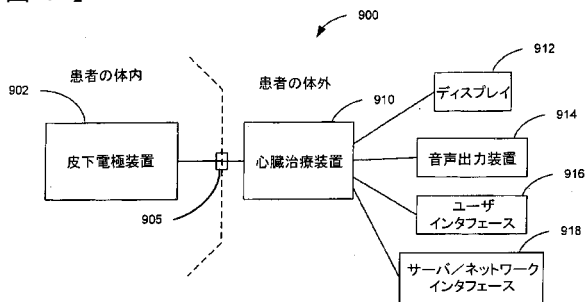 900
患者の体内
患者の体外
902
910
912
ディスプレイ
皮下電極装置
心臓治療装置
914
音声出力装置
905
916
ユーザ
インタフェース
918
サーバ／ネットワーク
インタフェース